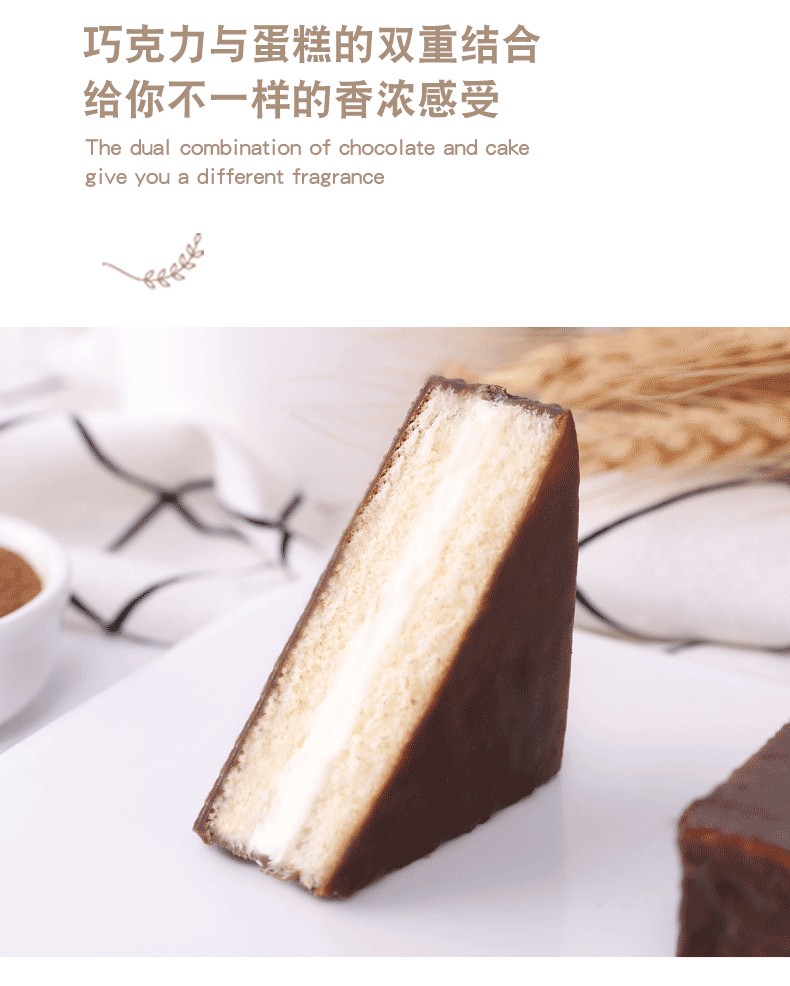 巧克力与蛋糕的双重结合
给你不一样的香浓感受
The dual combination of chocolate and cake
give you a different fragrance